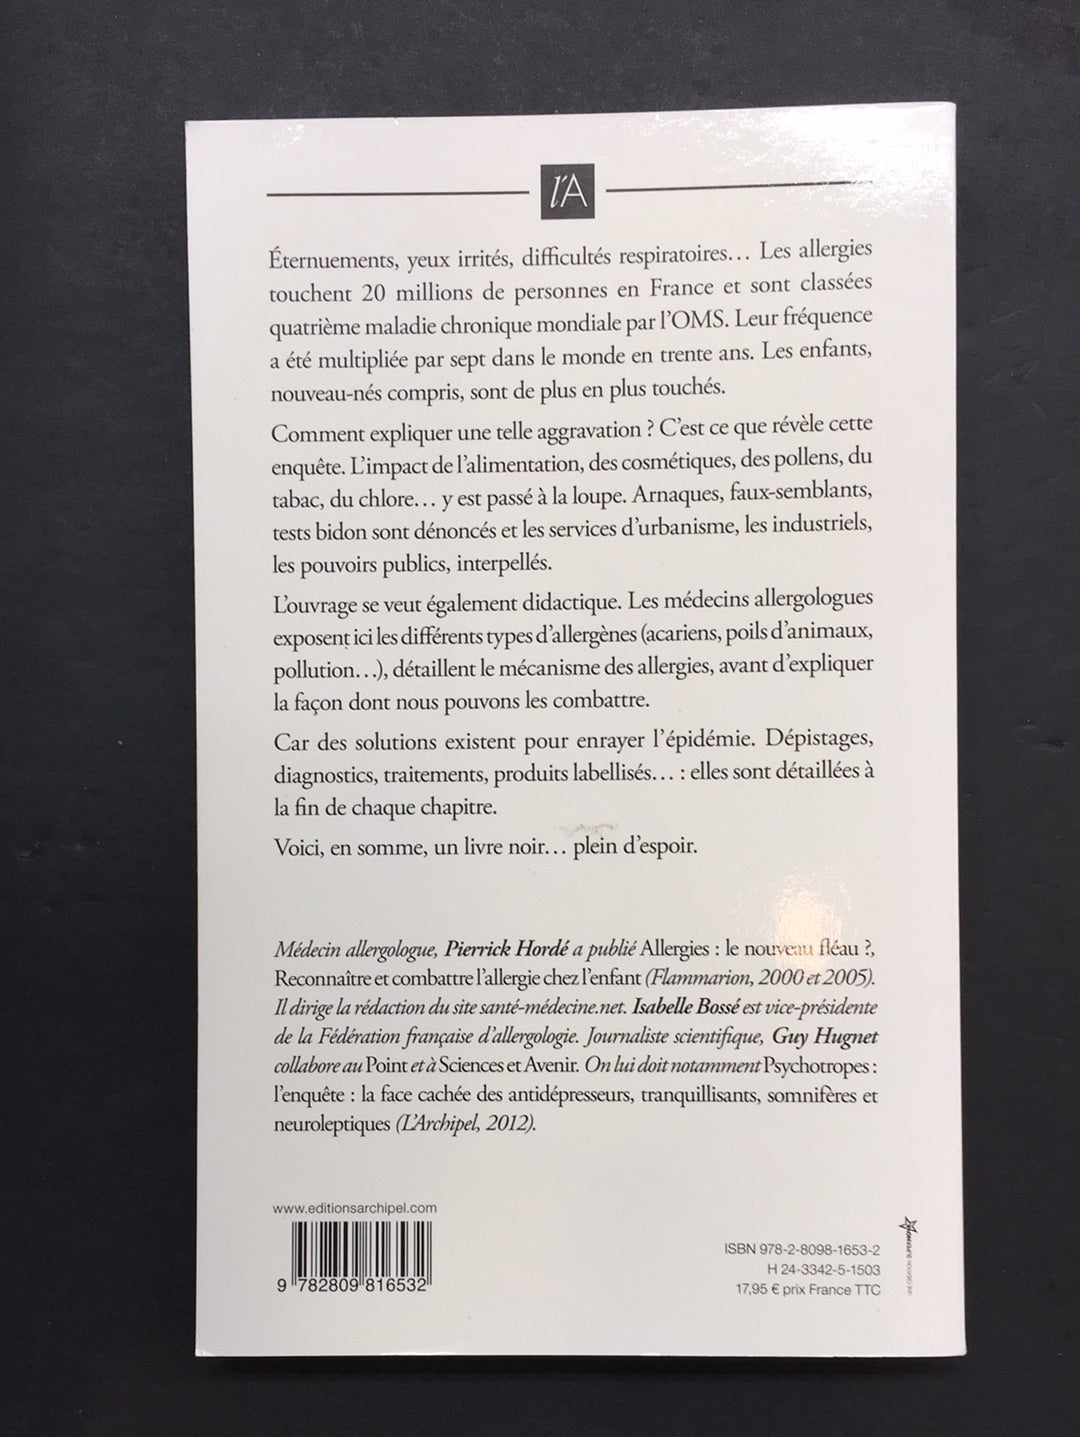 l'A
Éternuements, yeux irrités, difficultés respiratoires... Les allergies
touchent 20 millions de personnes en France et sont classées
quatrième maladie chronique mondiale par l'OMS. Leur fréquence
a été multipliée par sept dans le monde en trente ans. Les enfants,
nouveau-nés compris, sont de plus en plus touchés.
Comment expliquer une telle aggravation ? C'est ce que révèle cette
enquête. L'impact de l'alimentation, des cosmétiques, des pollens, du
tabac, du chlore... y est passé à la loupe. Arnaques, faux-semblants,
tests bidon sont dénoncés et les services d'urbanisme, les industriels,
les pouvoirs publics, interpellés.
L'ouvrage se veut également didactique. Les médecins allergologues
exposent ici les différents types d'allergènes (acariens, poils d'animaux,
pollution...), détaillent le mécanisme des allergies, avant d'expliquer
la façon dont nous pouvons les combattre.
Car des solutions existent pour enrayer l'épidémie. Dépistages,
diagnostics, traitements, produits labellisés... : elles sont détaillées à
la fin de chaque chapitre.
Voici, en somme, un livre noir... plein d'espoir.
Médecin allergologue, Pierrick Hordé a publié Allergies : le nouveau fléau ?,
Reconnaître et combattre l'allergie chez l'enfant (Flammarion, 2000 et 2005).
Il dirige la rédaction du site santé-médecine.net. Isabelle Bossé est vice-présidente
de la Fédération française d'allergologie. Journaliste scientifique, Guy Hugnet
collabore au Point et à Sciences et Avenir. On lui doit notamment Psychotropes :
l'enquête : la face cachée des antidépresseurs, tranquillisants, somnifères et
neuroleptiques (L'Archipel, 2012).
www.editionsarchipel.com
9 782809 816532
ISBN 978-2-8098-1653-2
H 24-3342-5-1503
17,95 € prix France TTC